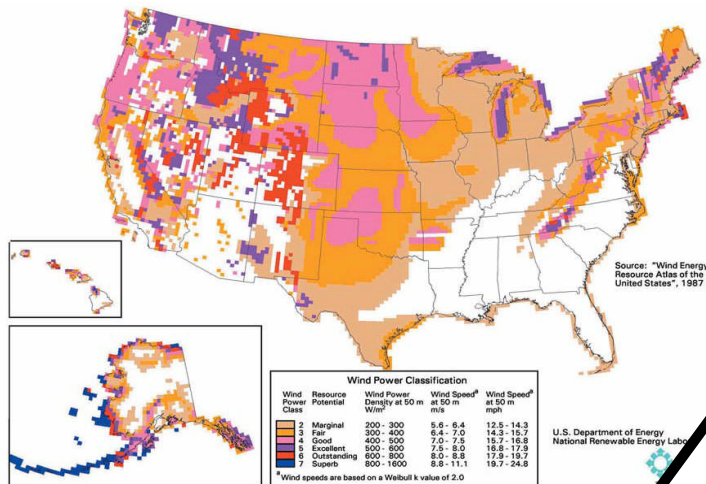 Source: "Wind Energy
Resource Atlas of the
United States", 1987
Wind Power Classification
Wind Power Class Resource Potential Wind Power Density at 50 m W/m² Wind Speedᵃ at 50 m m/s Wind Speedᵃ at 50 m mph
2 Marginal 200 - 300 5.6 - 6.4 12.5 - 14.3
3 Fair 300 - 400 6.4 - 7.0 14.3 - 15.7
4 Good 400 - 500 7.0 - 7.5 15.7 - 16.8
5 Excellent 500 - 600 7.5 - 8.0 16.8 - 17.9
6 Outstanding 600 - 800 8.0 - 8.8 17.9 - 19.7
7 Superb 800 - 1600 8.8 - 11.1 19.7 - 24.8
ᵃ Wind speeds are based on a Weibull k value of 2.0
U.S. Department of Energy
National Renewable Energy